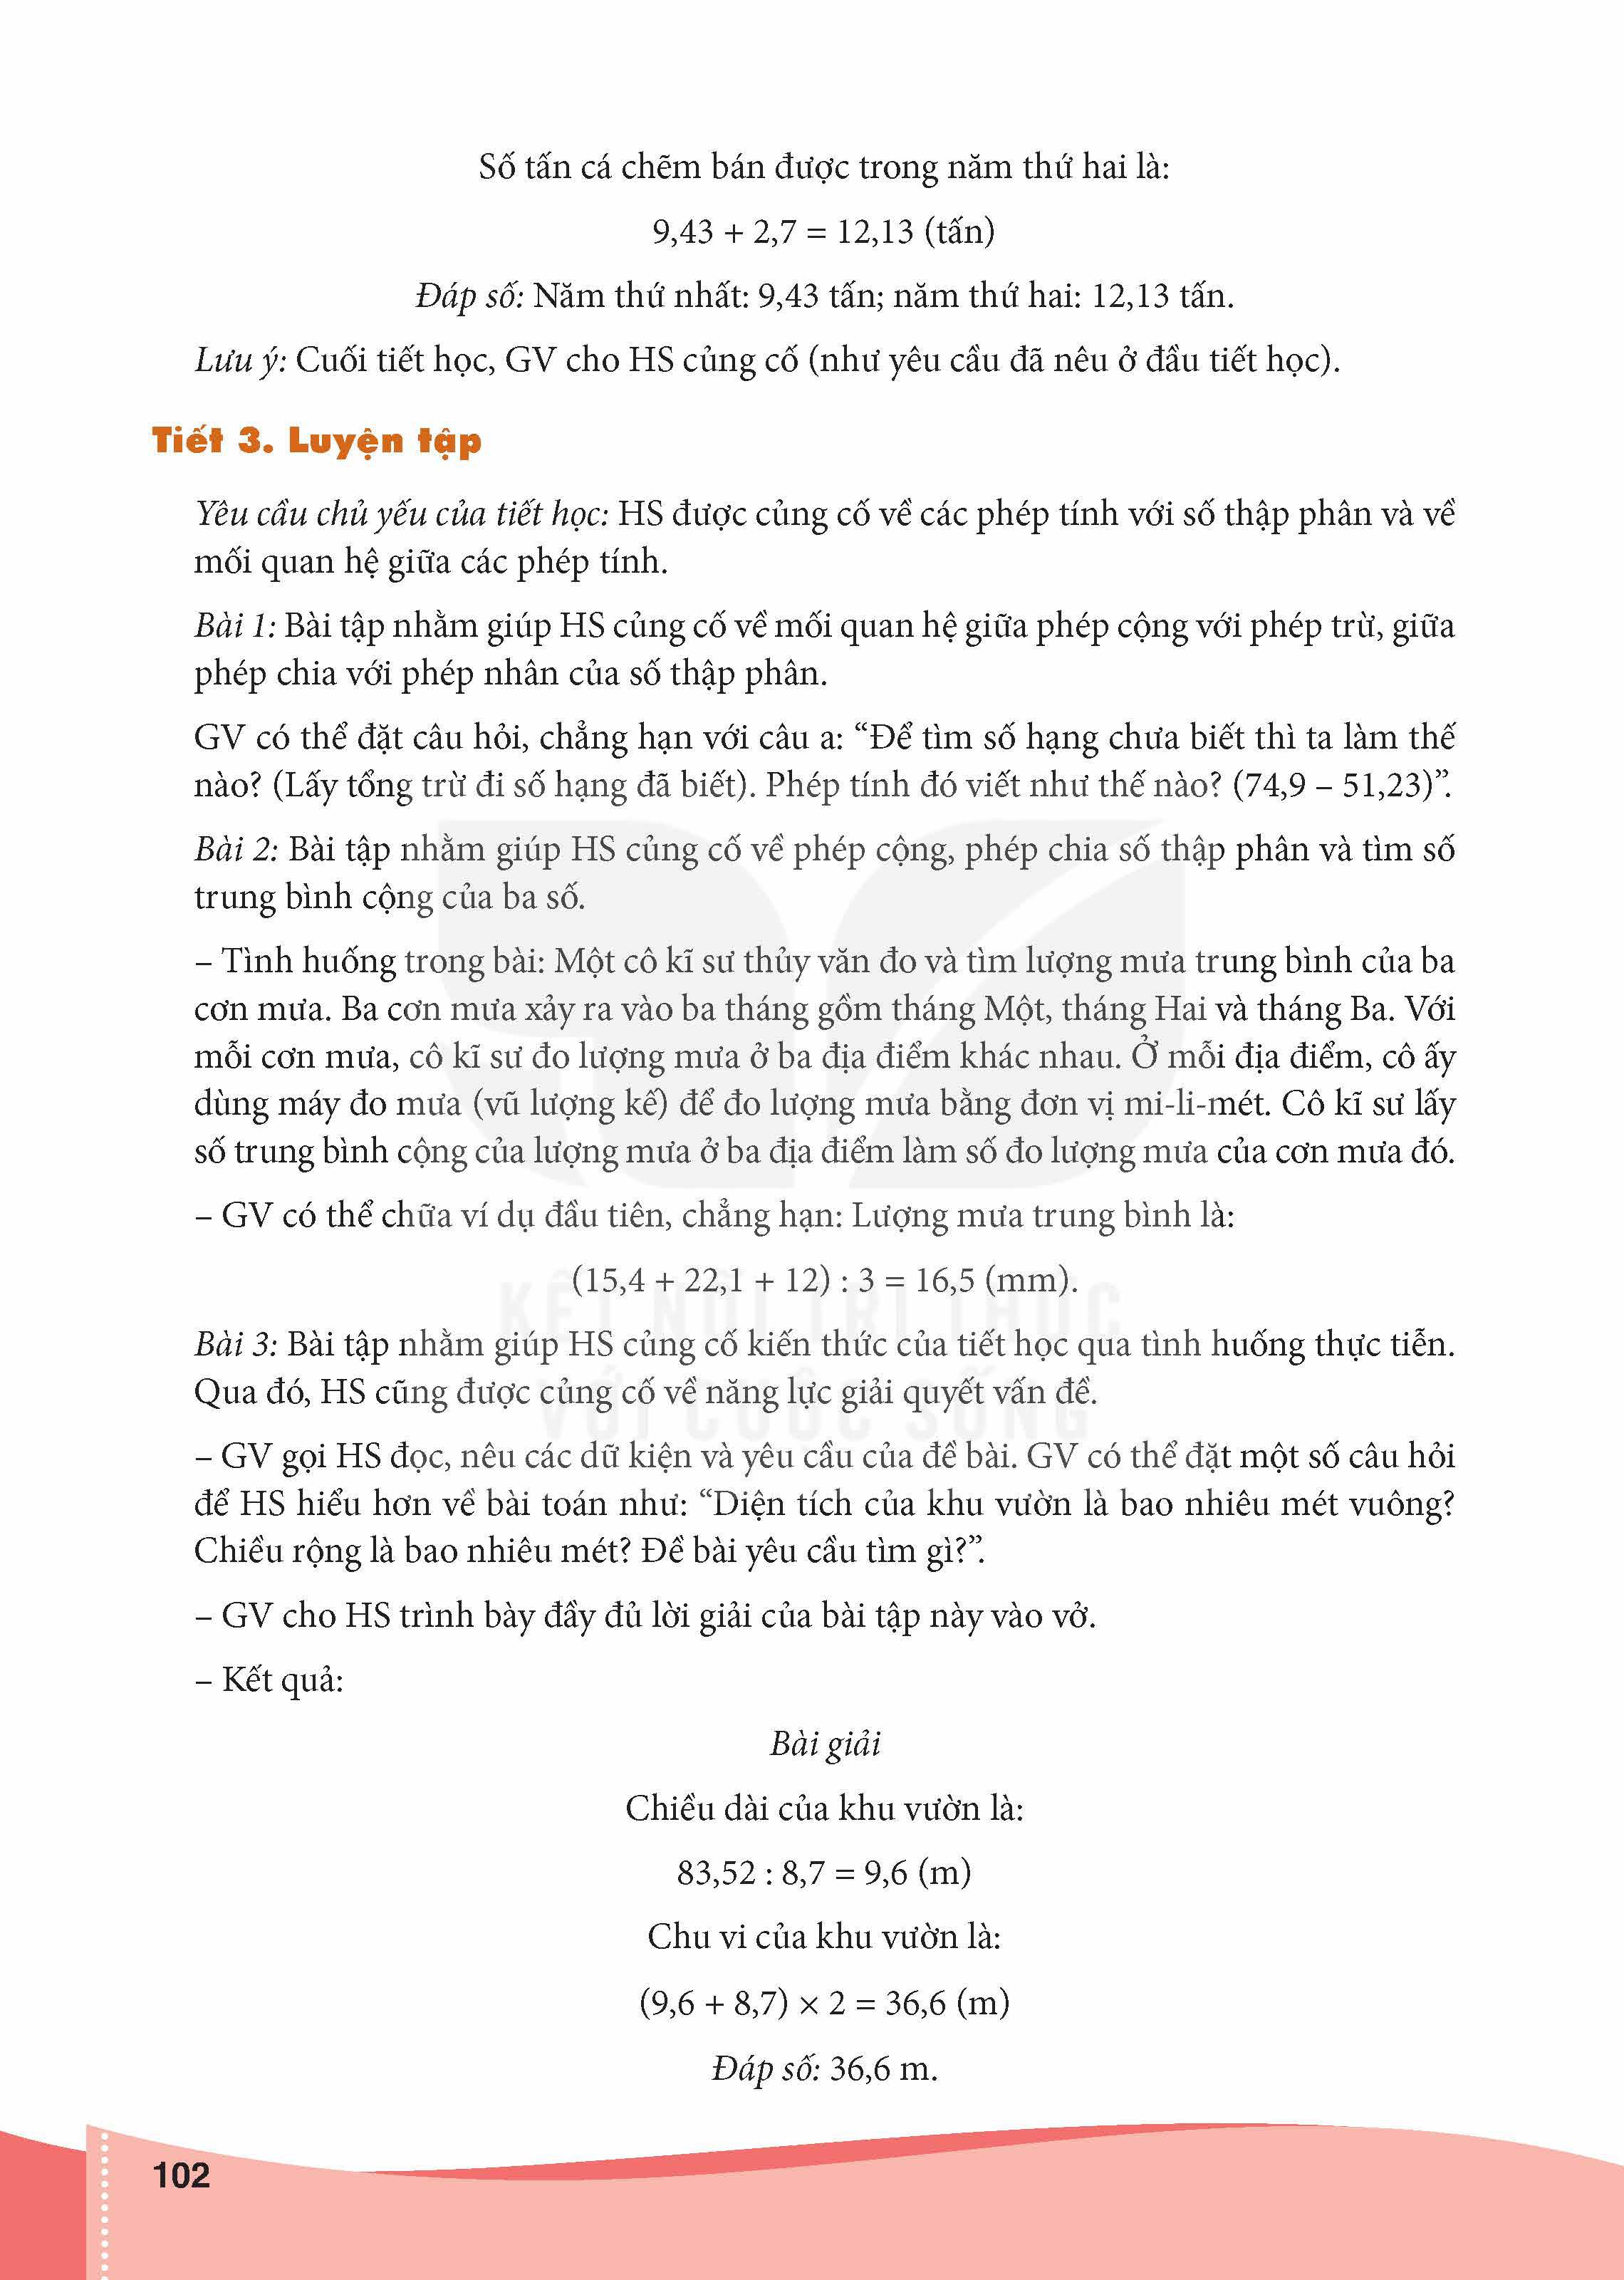 Số tấn cá chẽm bán được trong năm thứ hai là:
9,43 + 2,7 = 12,13 (tấn)
Đáp số: Năm thứ nhất: 9,43 tấn; năm thứ hai: 12,13 tấn.
Lưu ý: Cuối tiết học, GV cho HS củng cố (như yêu cầu đã nêu ở đầu tiết học).
Tiết 3. Luyện tập
Yêu cầu chủ yếu của tiết học: HS được củng cố về các phép tính với số thập phân và về
mối quan hệ giữa các phép tính.
Bài 1: Bài tập nhằm giúp HS củng cố về mối quan hệ giữa phép cộng với phép trừ, giữa
phép chia với phép nhân của số thập phân.
GV có thể đặt câu hỏi, chẳng hạn với câu a: “Để tìm số hạng chưa biết thì ta làm thế
nào? (Lấy tổng trừ đi số hạng đã biết). Phép tính đó viết như thế nào? (74,9 – 51,23)”.
Bài 2: Bài tập nhằm giúp HS củng cố về phép cộng, phép chia số thập phân và tìm số
trung bình cộng của ba số.
– Tình huống trong bài: Một cô kĩ sư thủy văn đo và tìm lượng mưa trung bình của ba
cơn mưa. Ba cơn mưa xảy ra vào ba tháng gồm tháng Một, tháng Hai và tháng Ba. Với
mỗi cơn mưa, cô kĩ sư đo lượng mưa ở ba địa điểm khác nhau. Ở mỗi địa điểm, cô ấy
dùng máy đo mưa (vũ lượng kế) để đo lượng mưa bằng đơn vị mi-li-mét. Cô kĩ sư lấy
số trung bình cộng của lượng mưa ở ba địa điểm làm số đo lượng mưa của cơn mưa đó.
– GV có thể chữa ví dụ đầu tiên, chẳng hạn: Lượng mưa trung bình là:
(15,4 + 22,1 + 12) : 3 = 16,5 (mm).
KẾT NỐI TRI THỨC
Bài 3: Bài tập nhằm giúp HS củng cố kiến thức của tiết học qua tình huống thực tiễn.
Qua đó, HS cũng được củng cố về năng lực giải quyết vấn đề.
VỚI CUỘC SỐNG
– GV gọi HS đọc, nêu các dữ kiện và yêu cầu của đề bài. GV có thể đặt một số câu hỏi
để HS hiểu hơn về bài toán như: “Diện tích của khu vườn là bao nhiêu mét vuông?
Chiều rộng là bao nhiêu mét? Đề bài yêu cầu tìm gì?”.
– GV cho HS trình bày đầy đủ lời giải của bài tập này vào vở.
– Kết quả:
Bài giải
Chiều dài của khu vườn là:
83,52 : 8,7 = 9,6 (m)
Chu vi của khu vườn là:
(9,6 + 8,7) × 2 = 36,6 (m)
Đáp số: 36,6 m.
102